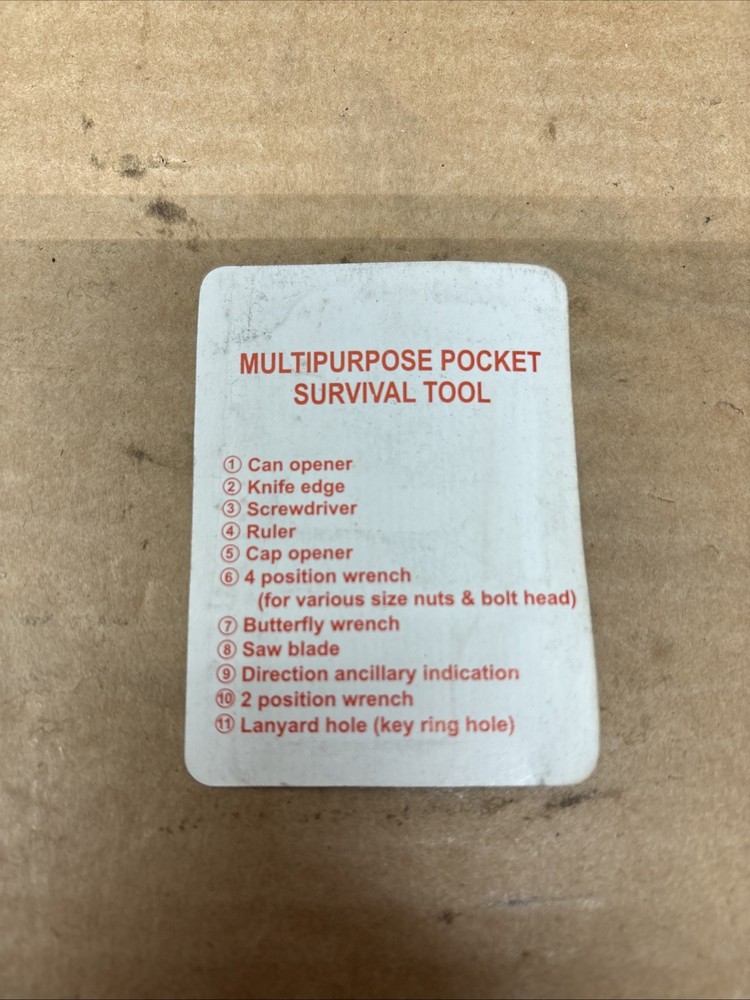 MULTIPURPOSE POCKET
SURVIVAL TOOL
① Can opener
② Knife edge
③ Screwdriver
④ Ruler
⑤ Cap opener
⑥ 4 position wrench
(for various size nuts & bolt head)
⑦ Butterfly wrench
⑧ Saw blade
⑨ Direction ancillary indication
⑩ 2 position wrench
⑪ Lanyard hole (key ring hole)